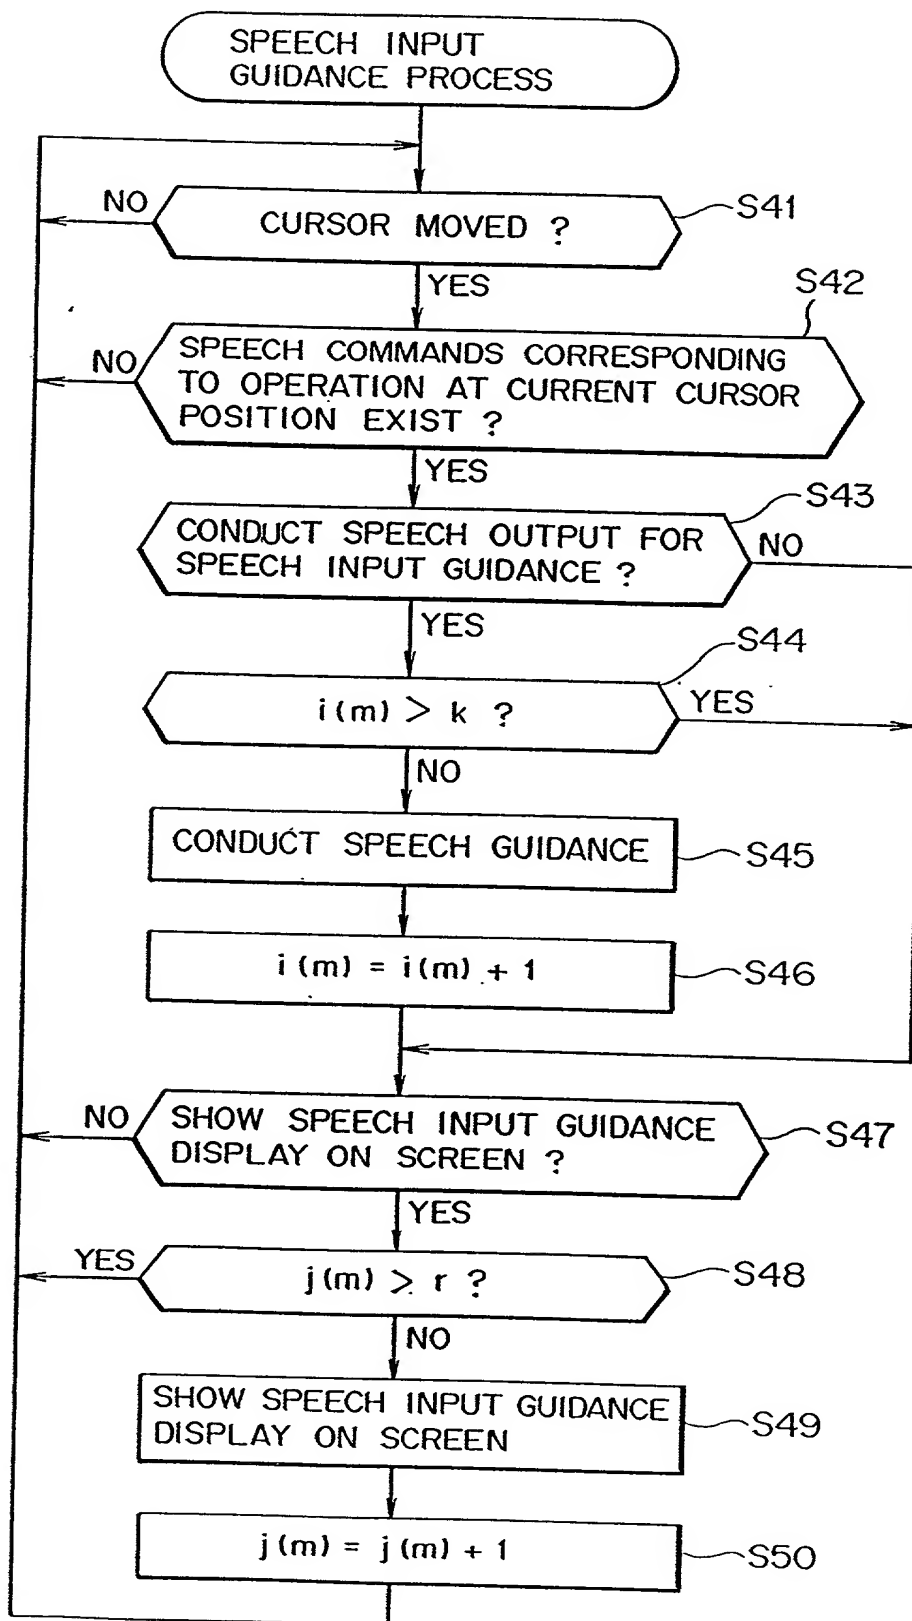 SPEECH INPUT
GUIDANCE PROCESS
NO
CURSOR MOVED ?
S41
YES
S42
NO
SPEECH COMMANDS CORRESPONDING
TO OPERATION AT CURRENT CURSOR
POSITION EXIST ?
YES
S43
CONDUCT SPEECH OUTPUT FOR
SPEECH INPUT GUIDANCE ?
NO
YES
S44
i (m) > k ?
YES
NO
CONDUCT SPEECH GUIDANCE
S45
i (m) = i (m) + 1
S46
NO
SHOW SPEECH INPUT GUIDANCE
DISPLAY ON SCREEN ?
S47
YES
YES
j (m) > r ?
S48
NO
SHOW SPEECH INPUT GUIDANCE
DISPLAY ON SCREEN
S49
j (m) = j (m) + 1
S50